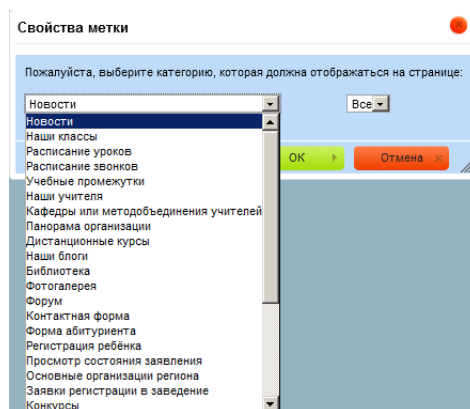 Свойства метки
Пожалуйста, выберите категорию, которая должна отображаться на странице:
Новости Все
Новости
Наши классы
Расписание уроков
Расписание звонков
Учебные промежутки
Наши учителя
Кафедры или методобъединения учителей
Панорама организации
Дистанционные курсы
Наши блоги
Библиотека
Фотогалерея
Форум
Контактная форма
Форма абитуриента
Регистрация ребёнка
Просмотр состояния заявления
Основные организации региона
Заявки регистрации в заведение
Конкурсы
ОК Отмена